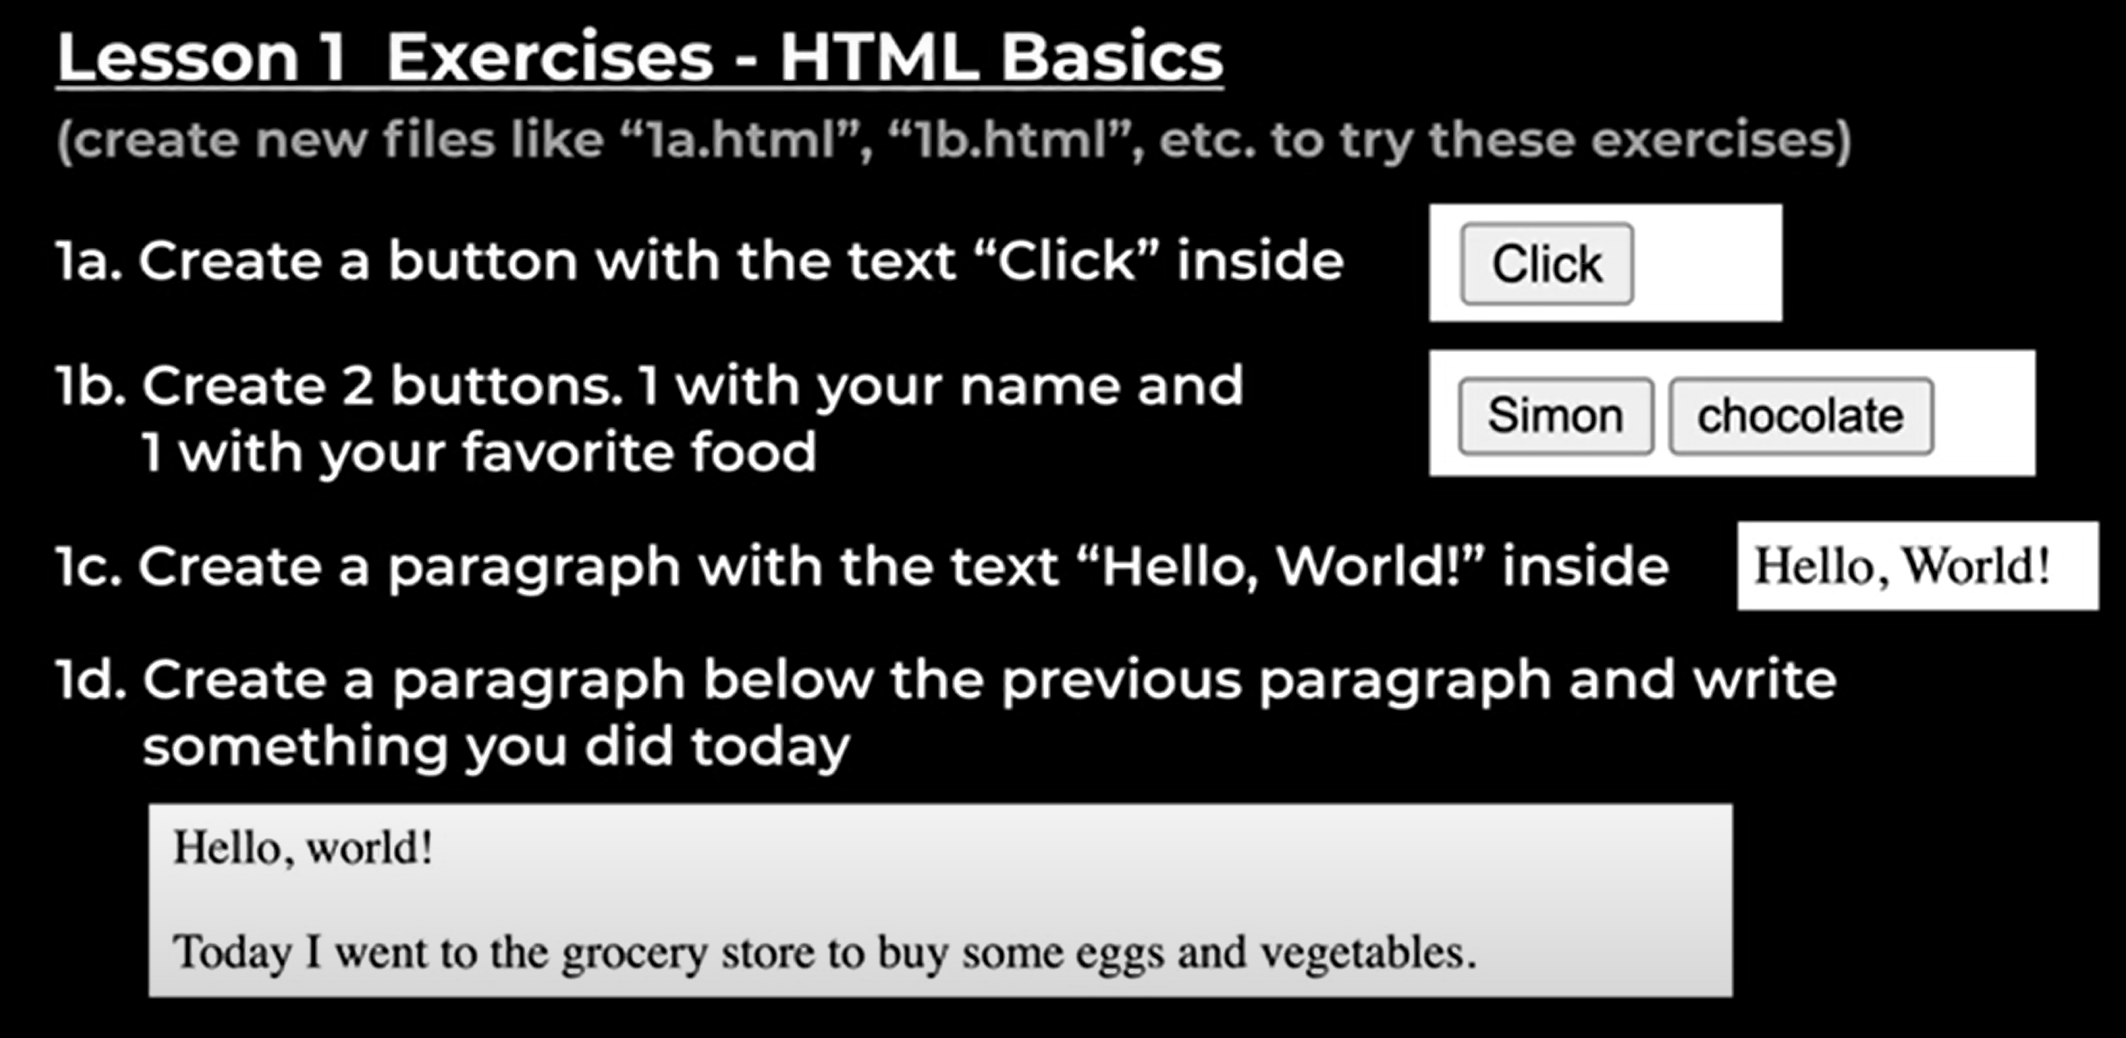 Lesson 1 Exercises - HTML Basics
(create new files like “1a.html”, “1b.html”, etc. to try these exercises)
1a. Create a button with the text “Click” inside
Click
1b. Create 2 buttons. 1 with your name and
1 with your favorite food
Simon chocolate
1c. Create a paragraph with the text “Hello, World!” inside
Hello, World!
1d. Create a paragraph below the previous paragraph and write
something you did today
Hello, world!
Today I went to the grocery store to buy some eggs and vegetables.